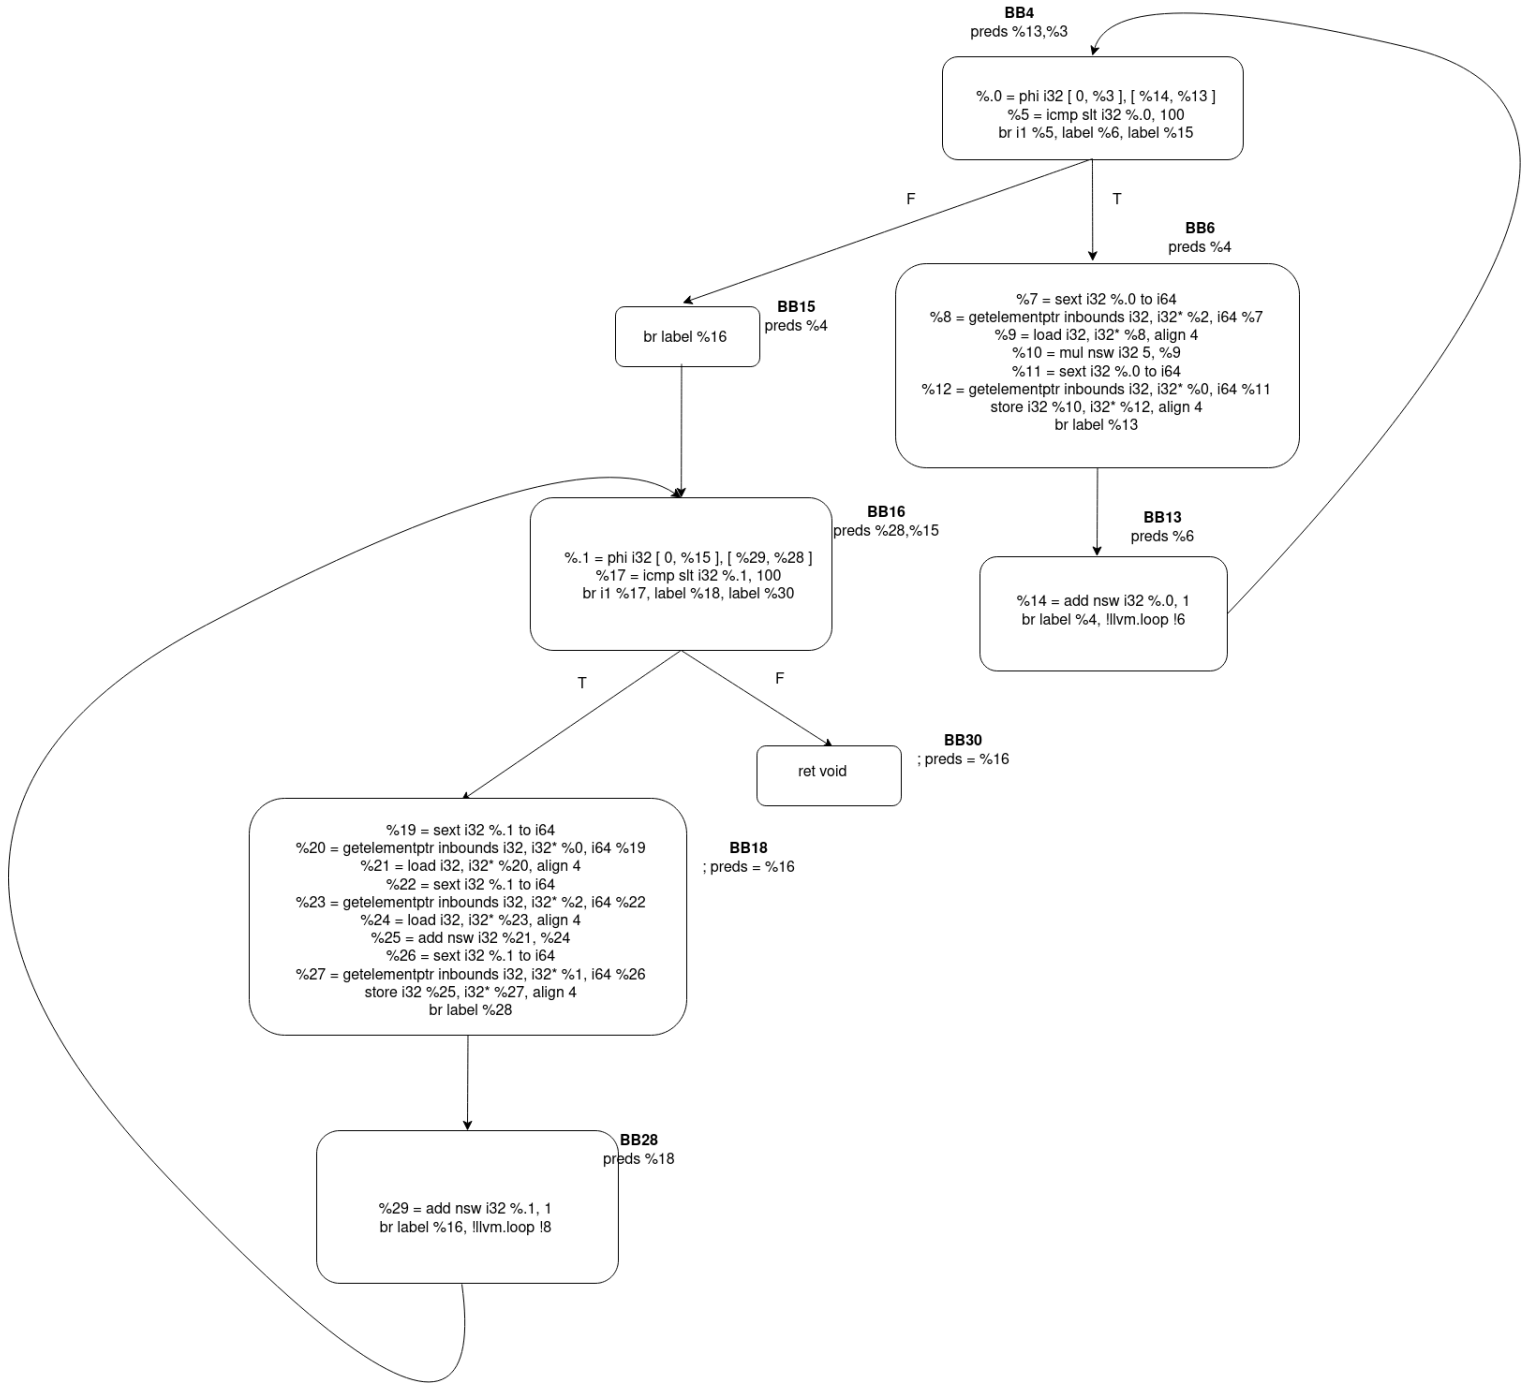 BB4
preds %13,%3
%.0 = phi i32 [ 0, %3 ], [ %14, %13 ]
%5 = icmp slt i32 %.0, 100
br i1 %5, label %6, label %15
F
T
BB6
preds %4
%7 = sext i32 %.0 to i64
%8 = getelementptr inbounds i32, i32* %2, i64 %7
%9 = load i32, i32* %8, align 4
%10 = mul nsw i32 5, %9
%11 = sext i32 %.0 to i64
%12 = getelementptr inbounds i32, i32* %0, i64 %11
store i32 %10, i32* %12, align 4
br label %13
BB15
preds %4
br label %16
BB16
preds %28,%15
%.1 = phi i32 [ 0, %15 ], [ %29, %28 ]
%17 = icmp slt i32 %.1, 100
br i1 %17, label %18, label %30
BB13
preds %6
%14 = add nsw i32 %.0, 1
br label %4, !llvm.loop !6
T
F
BB30
; preds = %16
ret void
BB18
; preds = %16
%19 = sext i32 %.1 to i64
%20 = getelementptr inbounds i32, i32* %0, i64 %19
%21 = load i32, i32* %20, align 4
%22 = sext i32 %.1 to i64
%23 = getelementptr inbounds i32, i32* %2, i64 %22
%24 = load i32, i32* %23, align 4
%25 = add nsw i32 %21, %24
%26 = sext i32 %.1 to i64
%27 = getelementptr inbounds i32, i32* %1, i64 %26
store i32 %25, i32* %27, align 4
br label %28
BB28
preds %18
%29 = add nsw i32 %.1, 1
br label %16, !llvm.loop !8